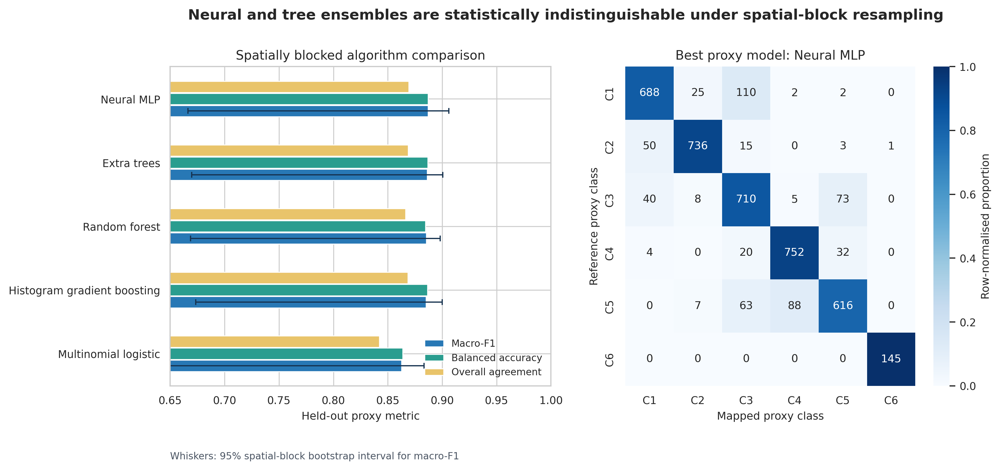 Neural and tree ensembles are statistically indistinguishable under spatial-block resampling
Spatially blocked algorithm comparison
Neural MLP
Extra trees
Random forest
Histogram gradient boosting
Multinomial logistic
Macro-F1
Balanced accuracy
Overall agreement
0.65 0.70 0.75 0.80 0.85 0.90 0.95 1.00
Held-out proxy metric
Whiskers: 95% spatial-block bootstrap interval for macro-F1
Best proxy model: Neural MLP
Reference proxy class
C1 688 25 110 2 2 0
C2 50 736 15 0 3 1
C3 40 8 710 5 73 0
C4 4 0 20 752 32 0
C5 0 7 63 88 616 0
C6 0 0 0 0 0 145
C1 C2 C3 C4 C5 C6
Mapped proxy class
1.0
0.8
0.6
0.4
0.2
0.0
Row-normalised proportion